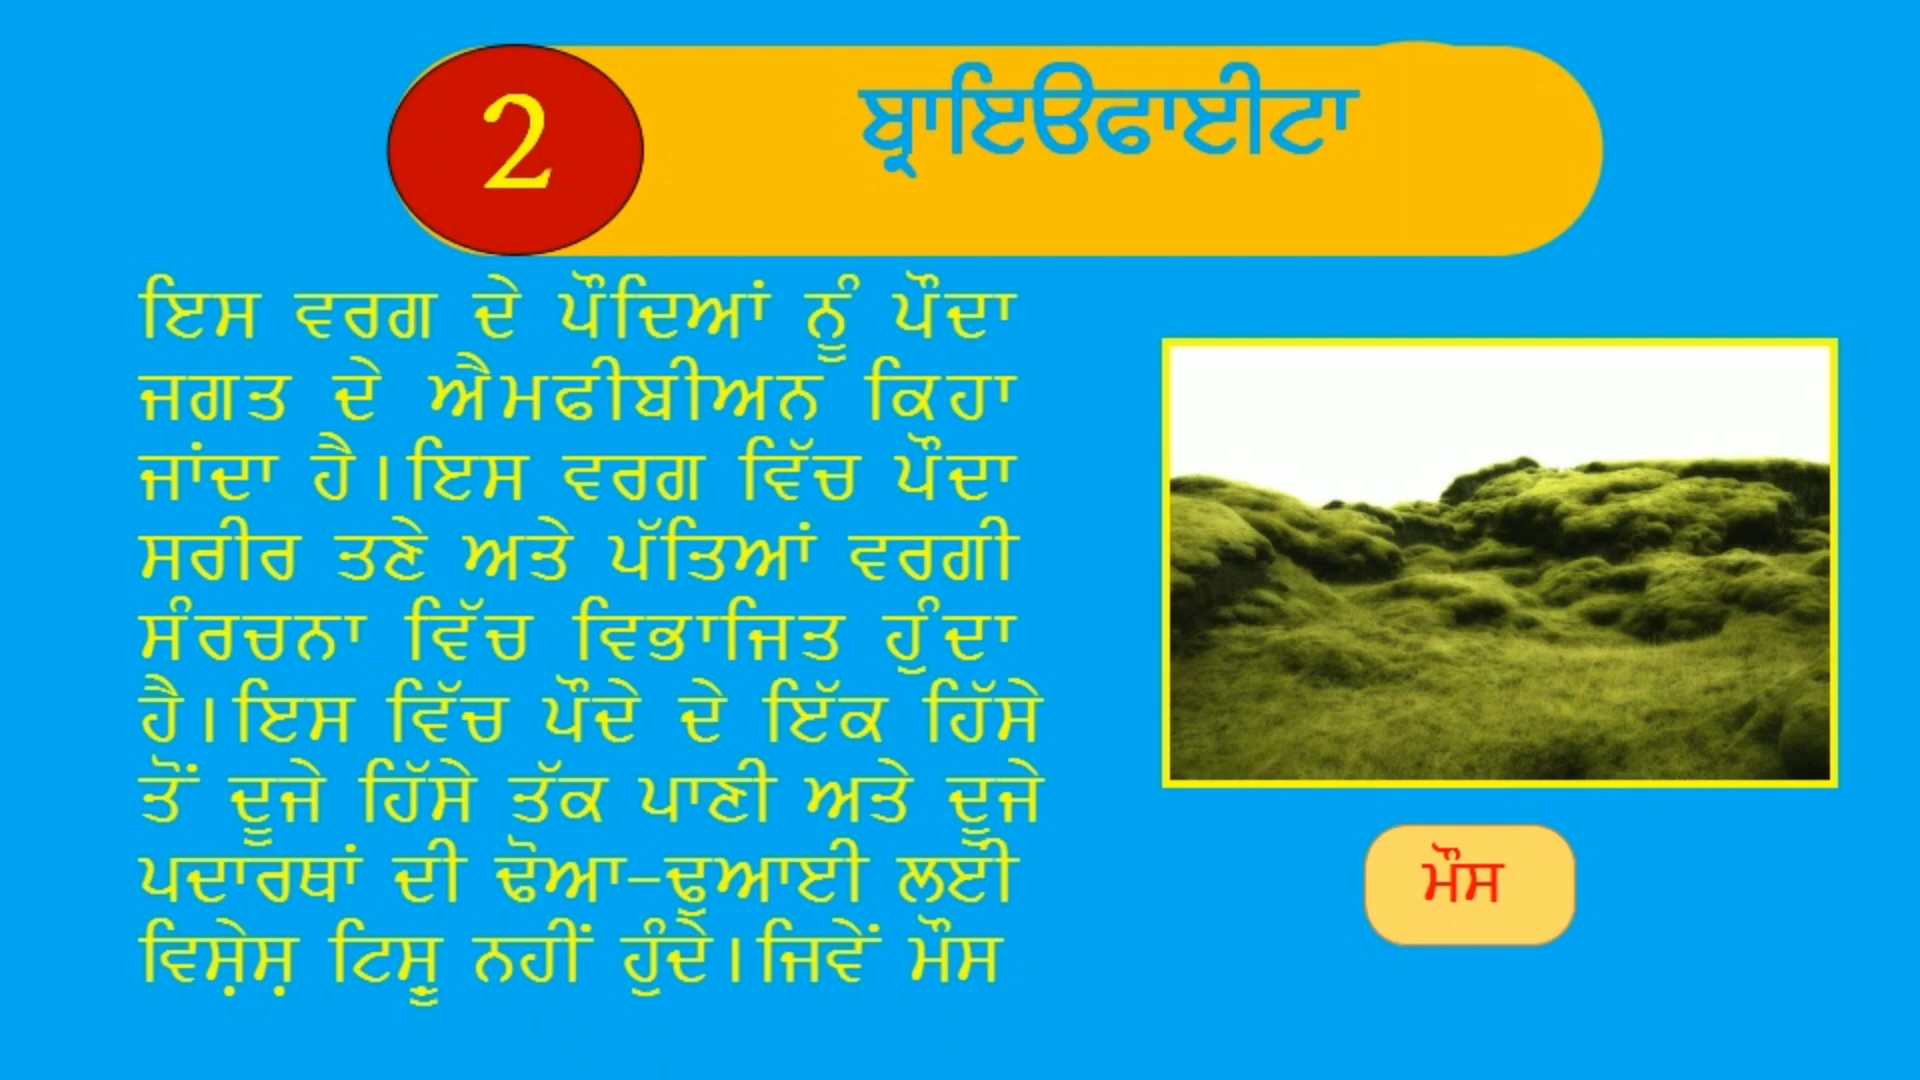 2
ਬ੍ਰਾਇਓਫਾਈਟਾ
ਇਸ ਵਰਗ ਦੇ ਪੌਦਿਆਂ ਨੂੰ ਪੌਦਾ
ਜਗਤ ਦੇ ਐਮਫੀਬੀਅਨ ਕਿਹਾ
ਜਾਂਦਾ ਹੈ।ਇਸ ਵਰਗ ਵਿੱਚ ਪੌਦਾ
ਸਰੀਰ ਤਣੇ ਅਤੇ ਪੱਤਿਆਂ ਵਰਗੀ
ਸੰਰਚਨਾ ਵਿੱਚ ਵਿਭਾਜਿਤ ਹੁੰਦਾ
ਹੈ।ਇਸ ਵਿੱਚ ਪੌਦੇ ਦੇ ਇੱਕ ਹਿੱਸੇ
ਤੋਂ ਦੂਜੇ ਹਿੱਸੇ ਤੱਕ ਪਾਣੀ ਅਤੇ ਦੂਜੇ
ਪਦਾਰਥਾਂ ਦੀ ਢੋਆ-ਢੁਆਈ ਲਈ
ਵਿਸ਼ੇਸ਼ ਟਿਸ਼ੂ ਨਹੀਂ ਹੁੰਦੇ।ਜਿਵੇਂ ਮੌਸ
ਮੌਸ